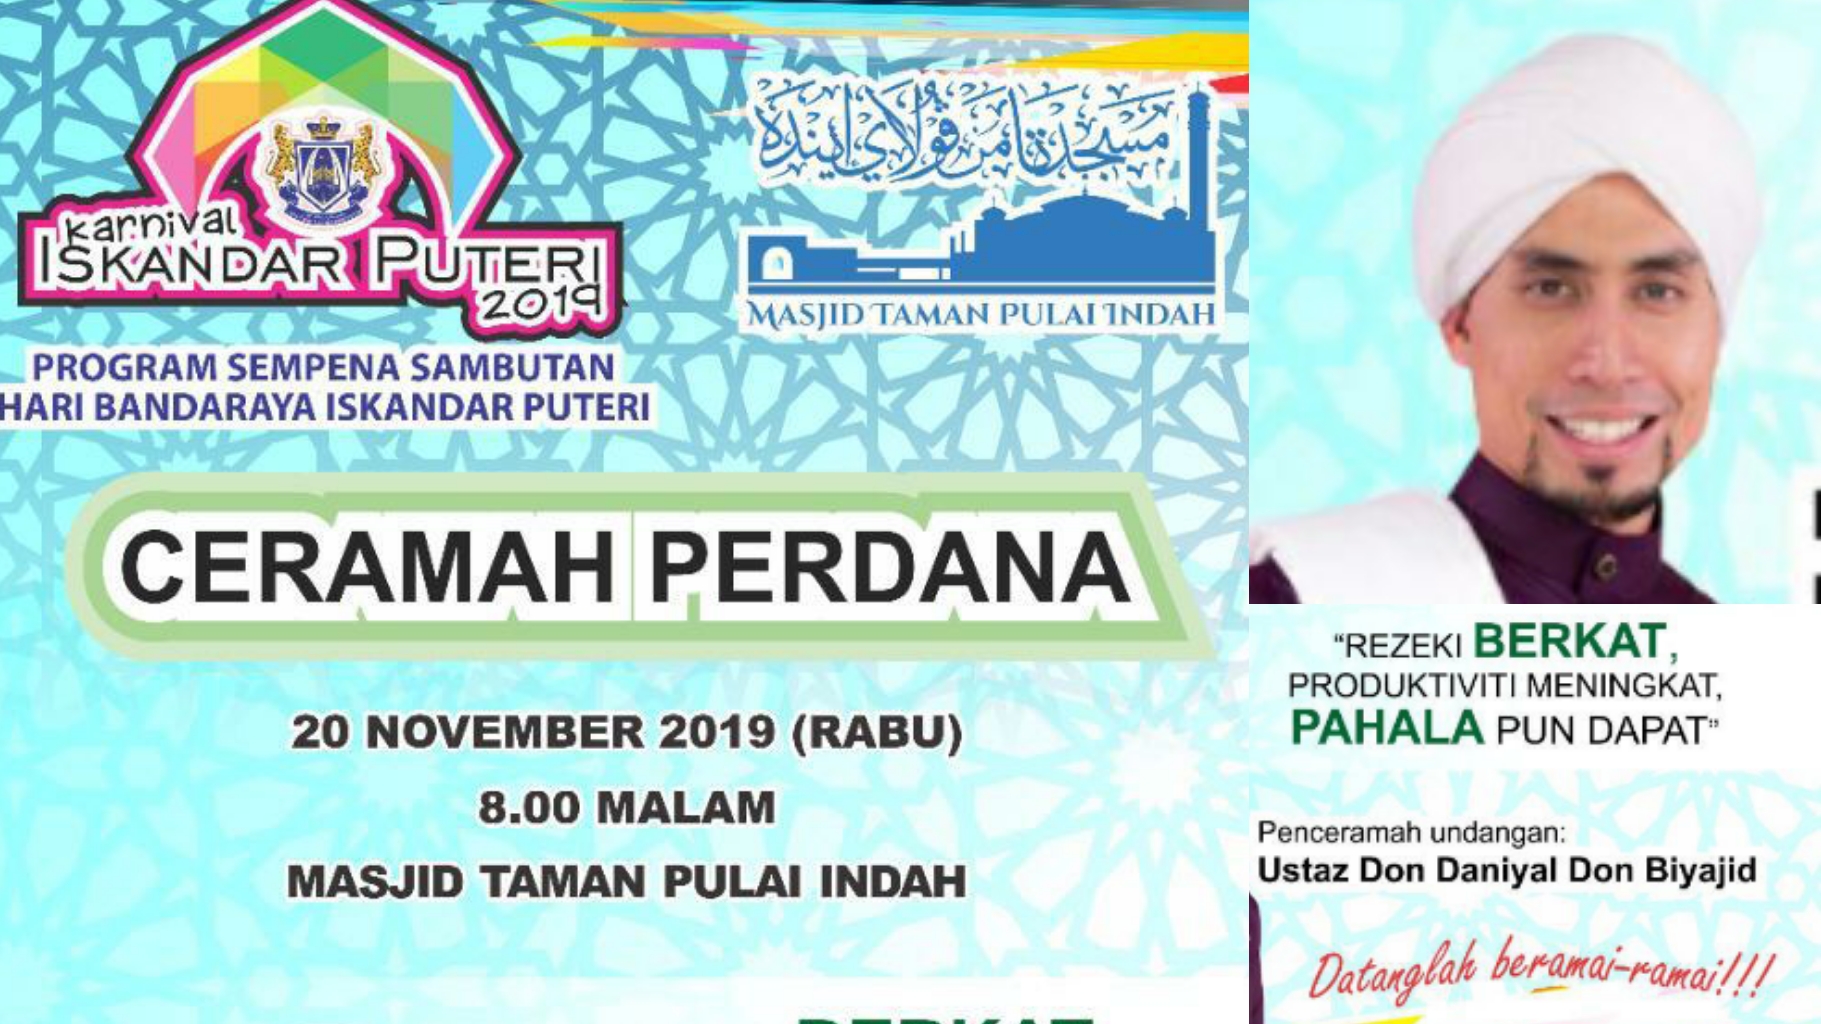 karnival
ISKANDAR PUTERI
2019
PROGRAM SEMPENA SAMBUTAN
HARI BANDARAYA ISKANDAR PUTERI
مسجد تامن ڤولاي اينده
MASJID TAMAN PULAI INDAH
CERAMAH PERDANA
20 NOVEMBER 2019 (RABU)
8.00 MALAM
MASJID TAMAN PULAI INDAH
“REZEKI BERKAT,
PRODUKTIVITI MENINGKAT,
PAHALA PUN DAPAT”
Penceramah undangan:
Ustaz Don Daniyal Don Biyajid
Datanglah beramai-ramai!!!